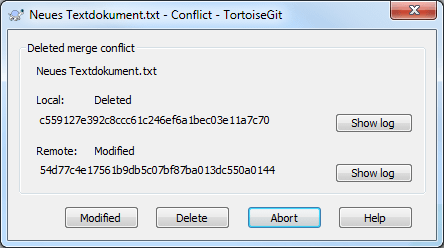 Neues Textdokument.txt - Conflict - TortoiseGit
Deleted merge conflict
Neues Textdokument.txt
Local: Deleted
c559127e392c8ccc61c246ef6a1bec03e11a7c70
Show log
Remote: Modified
54d77c4e17561b9db5c07bf87ba013dc550a0144
Show log
Modified Delete Abort Help